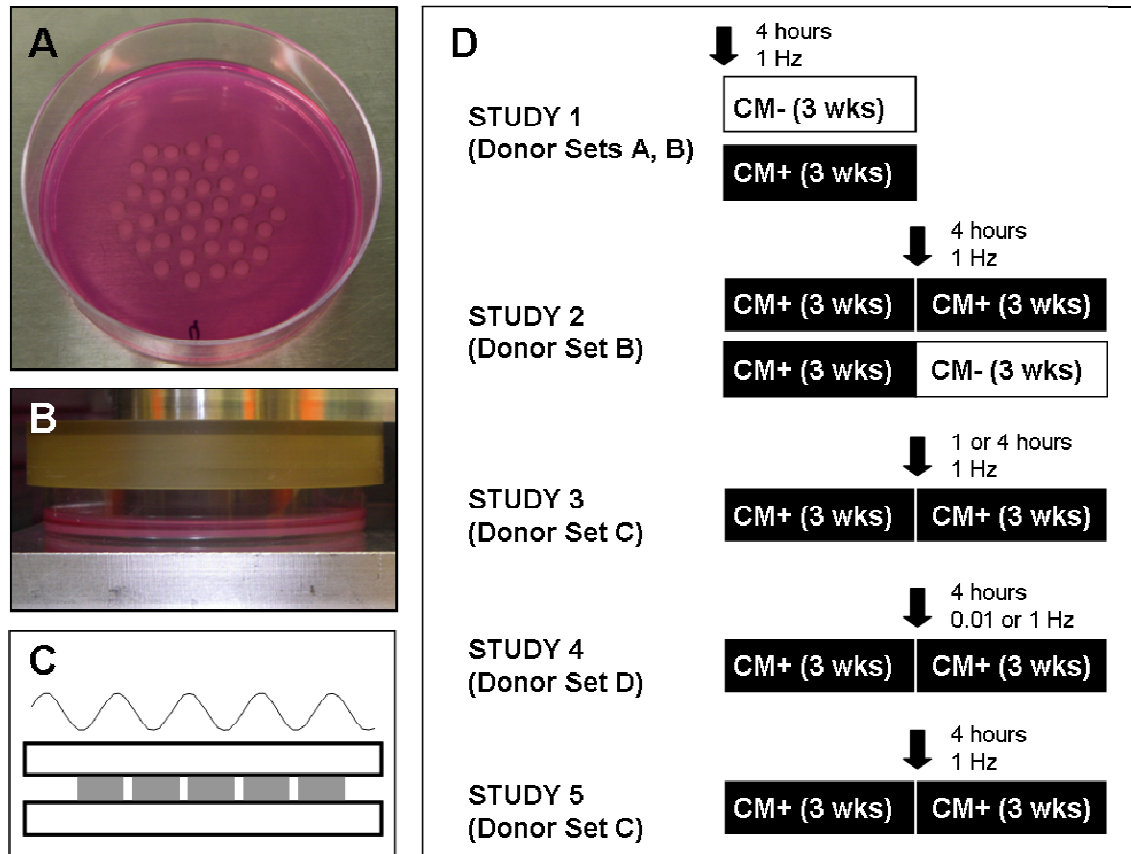 A
B
C
D
4 hours
1 Hz
STUDY 1
(Donor Sets A, B)
CM- (3 wks)
CM+ (3 wks)
4 hours
1 Hz
STUDY 2
(Donor Set B)
CM+ (3 wks) CM+ (3 wks)
CM+ (3 wks) CM- (3 wks)
1 or 4 hours
1 Hz
STUDY 3
(Donor Set C)
CM+ (3 wks) CM+ (3 wks)
4 hours
0.01 or 1 Hz
STUDY 4
(Donor Set D)
CM+ (3 wks) CM+ (3 wks)
4 hours
1 Hz
STUDY 5
(Donor Set C)
CM+ (3 wks) CM+ (3 wks)